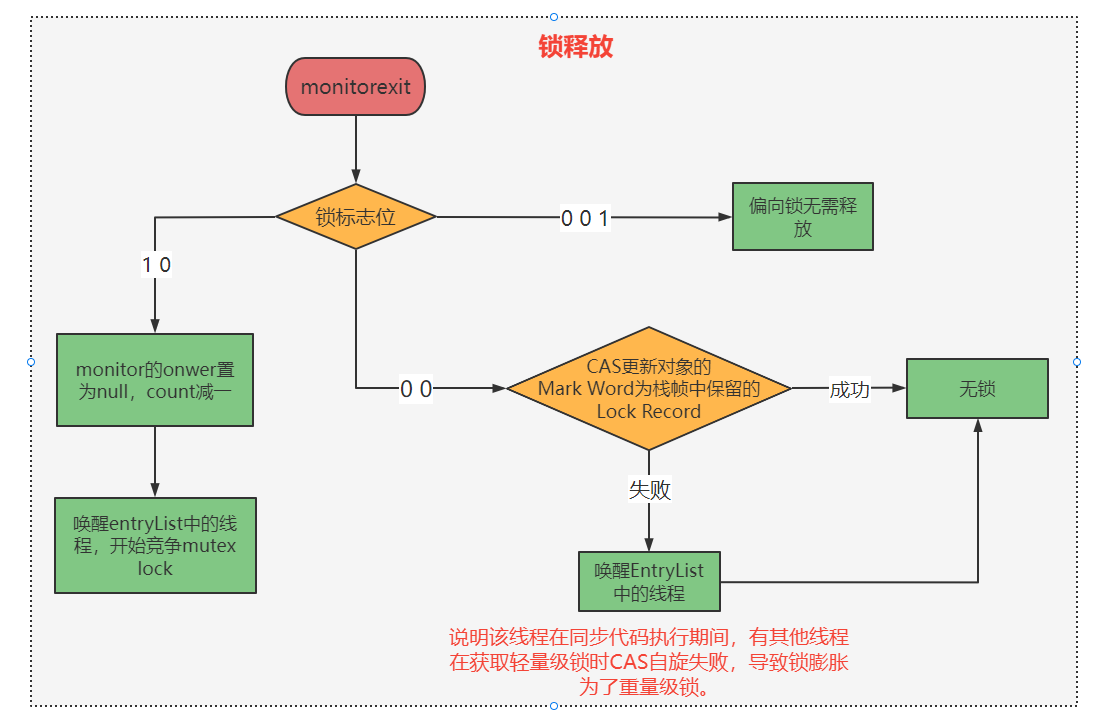 锁释放
monitorexit
锁标志位
0 0 1
偏向锁无需释
放
1 0
monitor的onwer置
为null，count减一
唤醒entryList中的线
程，开始竞争mutex
lock
0 0
CAS更新对象的
Mark Word为栈帧中保留的
Lock Record
成功
无锁
失败
唤醒EntryList
中的线程
说明该线程在同步代码执行期间，有其他线程
在获取轻量级锁时CAS自旋失败，导致锁膨胀
为了重量级锁。